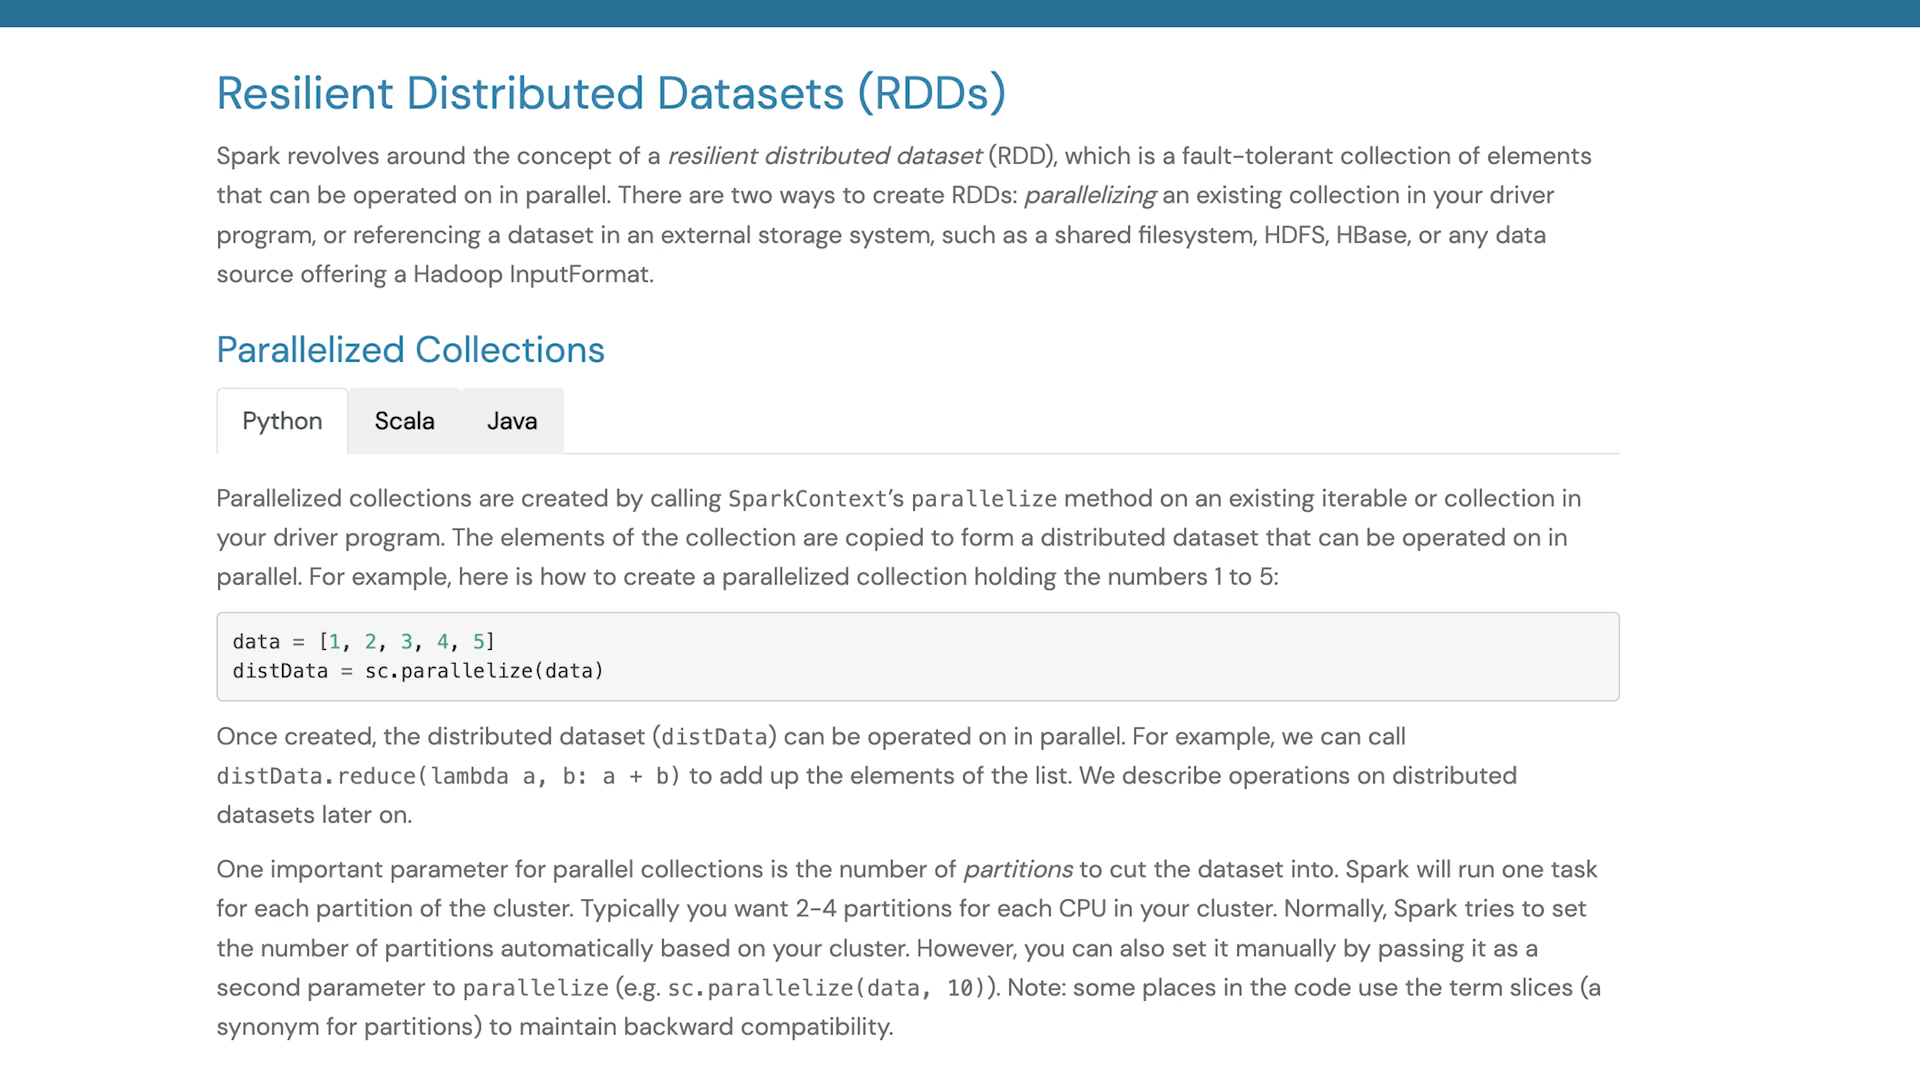 Resilient Distributed Datasets (RDDs)
Spark revolves around the concept of a resilient distributed dataset (RDD), which is a fault-tolerant collection of elements
that can be operated on in parallel. There are two ways to create RDDs: parallelizing an existing collection in your driver
program, or referencing a dataset in an external storage system, such as a shared filesystem, HDFS, HBase, or any data
source offering a Hadoop InputFormat.
Parallelized Collections
Python Scala Java
Parallelized collections are created by calling SparkContext’s parallelize method on an existing iterable or collection in
your driver program. The elements of the collection are copied to form a distributed dataset that can be operated on in
parallel. For example, here is how to create a parallelized collection holding the numbers 1 to 5:
data = [1, 2, 3, 4, 5]
distData = sc.parallelize(data)
Once created, the distributed dataset (distData) can be operated on in parallel. For example, we can call
distData.reduce(lambda a, b: a + b) to add up the elements of the list. We describe operations on distributed
datasets later on.
One important parameter for parallel collections is the number of partitions to cut the dataset into. Spark will run one task
for each partition of the cluster. Typically you want 2-4 partitions for each CPU in your cluster. Normally, Spark tries to set
the number of partitions automatically based on your cluster. However, you can also set it manually by passing it as a
second parameter to parallelize (e.g. sc.parallelize(data, 10)). Note: some places in the code use the term slices (a
synonym for partitions) to maintain backward compatibility.